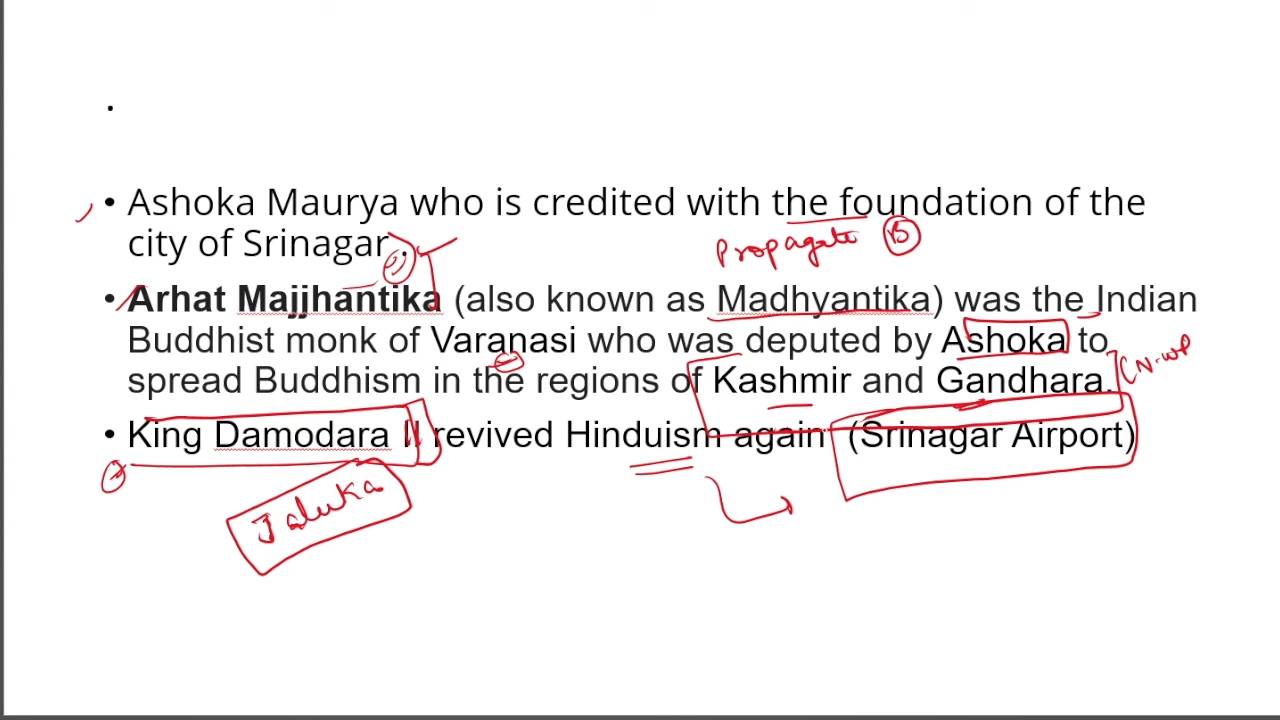 .
• Ashoka Maurya who is credited with the foundation of the
city of Srinagar .
Propagate B
• Arhat Majjhantika (also known as Madhyantika) was the Indian
Buddhist monk of Varanasi who was deputed by Ashoka to
spread Buddhism in the regions of Kashmir and Gandhara.
• King Damodara II revived Hinduism again (Srinagar Airport)
Jaluka